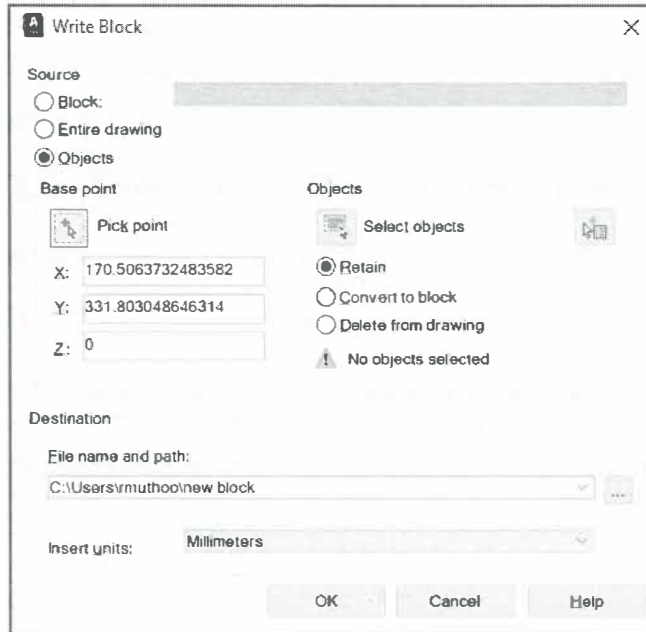 Write Block
Source
Block:
Entire drawing
Objects
Base point
Pick point
X: 170.5063732483582
Y: 331.803048646314
Z: 0
Objects
Select objects
Retain
Convert to block
Delete from drawing
No objects selected
Destination
File name and path:
C:\Users\rmuthoo\new block
...
Insert units: Millimeters
OK Cancel Help